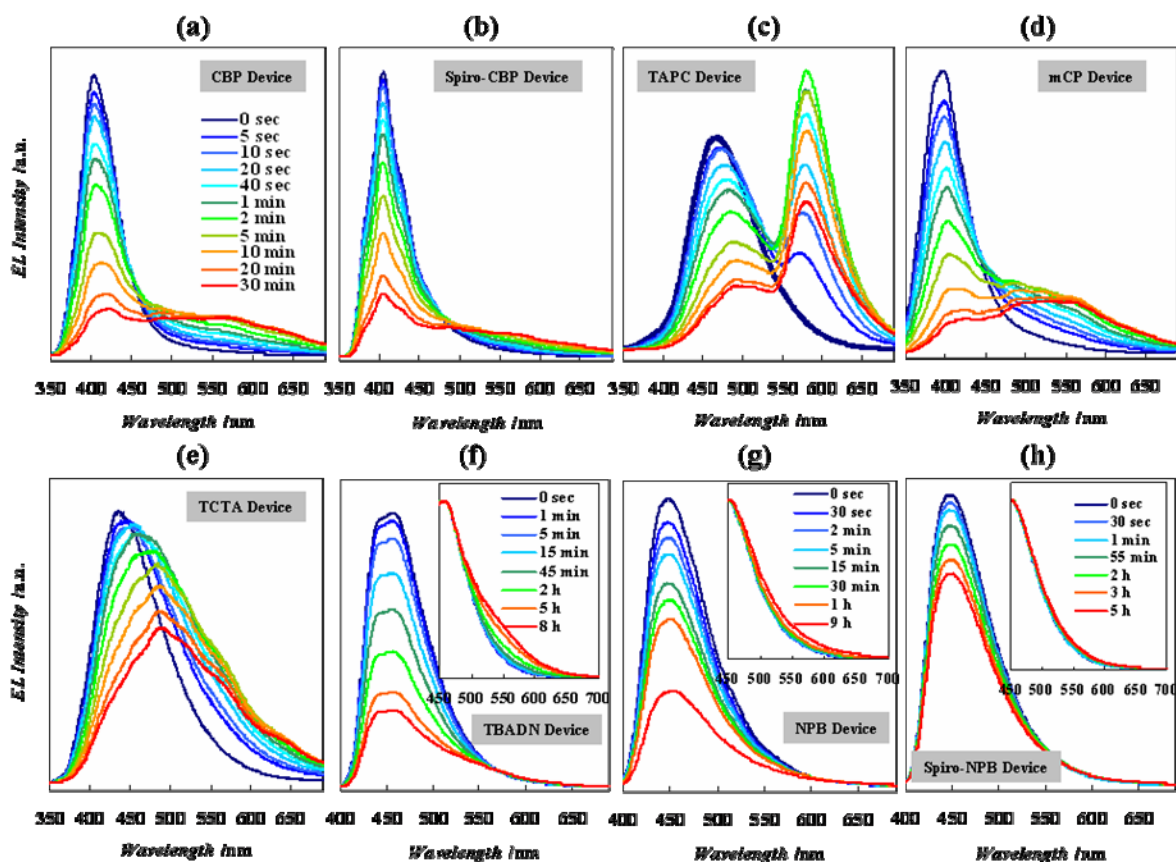 (a) (b) (c) (d)
CBP Device
0 sec
5 sec
10 sec
20 sec
40 sec
1 min
2 min
5 min
10 min
20 min
30 min
Spiro-CBP Device
TAPC Device
mCP Device
EL Intensity /a.n.
350 400 450 500 550 600 650
350 400 450 500 550 600 650
350 400 450 500 550 600 650
350 400 450 500 550 600 650
Wavelength /nm
Wavelength /nm
Wavelength /nm
Wavelength /nm
(e) (f) (g) (h)
TCTA Device
0 sec
1 min
5 min
15 min
45 min
2 h
5 h
8 h
450 500 550 600 650 700
TBADN Device
0 sec
30 sec
2 min
5 min
15 min
30 min
1 h
9 h
450 500 550 600 650 700
NPB Device
0 sec
30 sec
1 min
55 min
2 h
3 h
5 h
450 500 550 600 650 700
Spiro-NPB Device
EL Intensity /a.n.
350 400 450 500 550 600 650
400 450 500 550 600 650
400 450 500 550 600 650
400 450 500 550 600 650
Wavelength /nm
Wavelength /nm
Wavelength /nm
Wavelength /nm